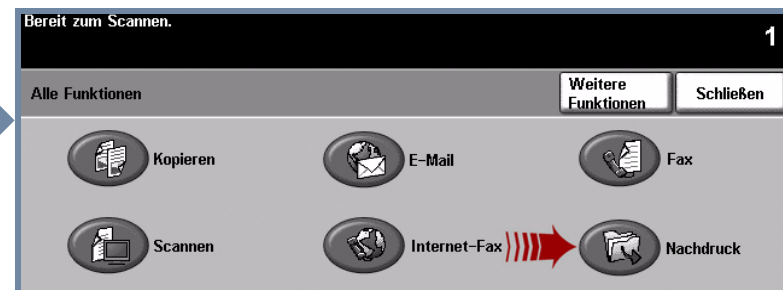 Bereit zum Scannen.
1
Alle Funktionen
Weitere
Funktionen
Schließen
Kopieren
E-Mail
Fax
Scannen
Internet-Fax
Nachdruck